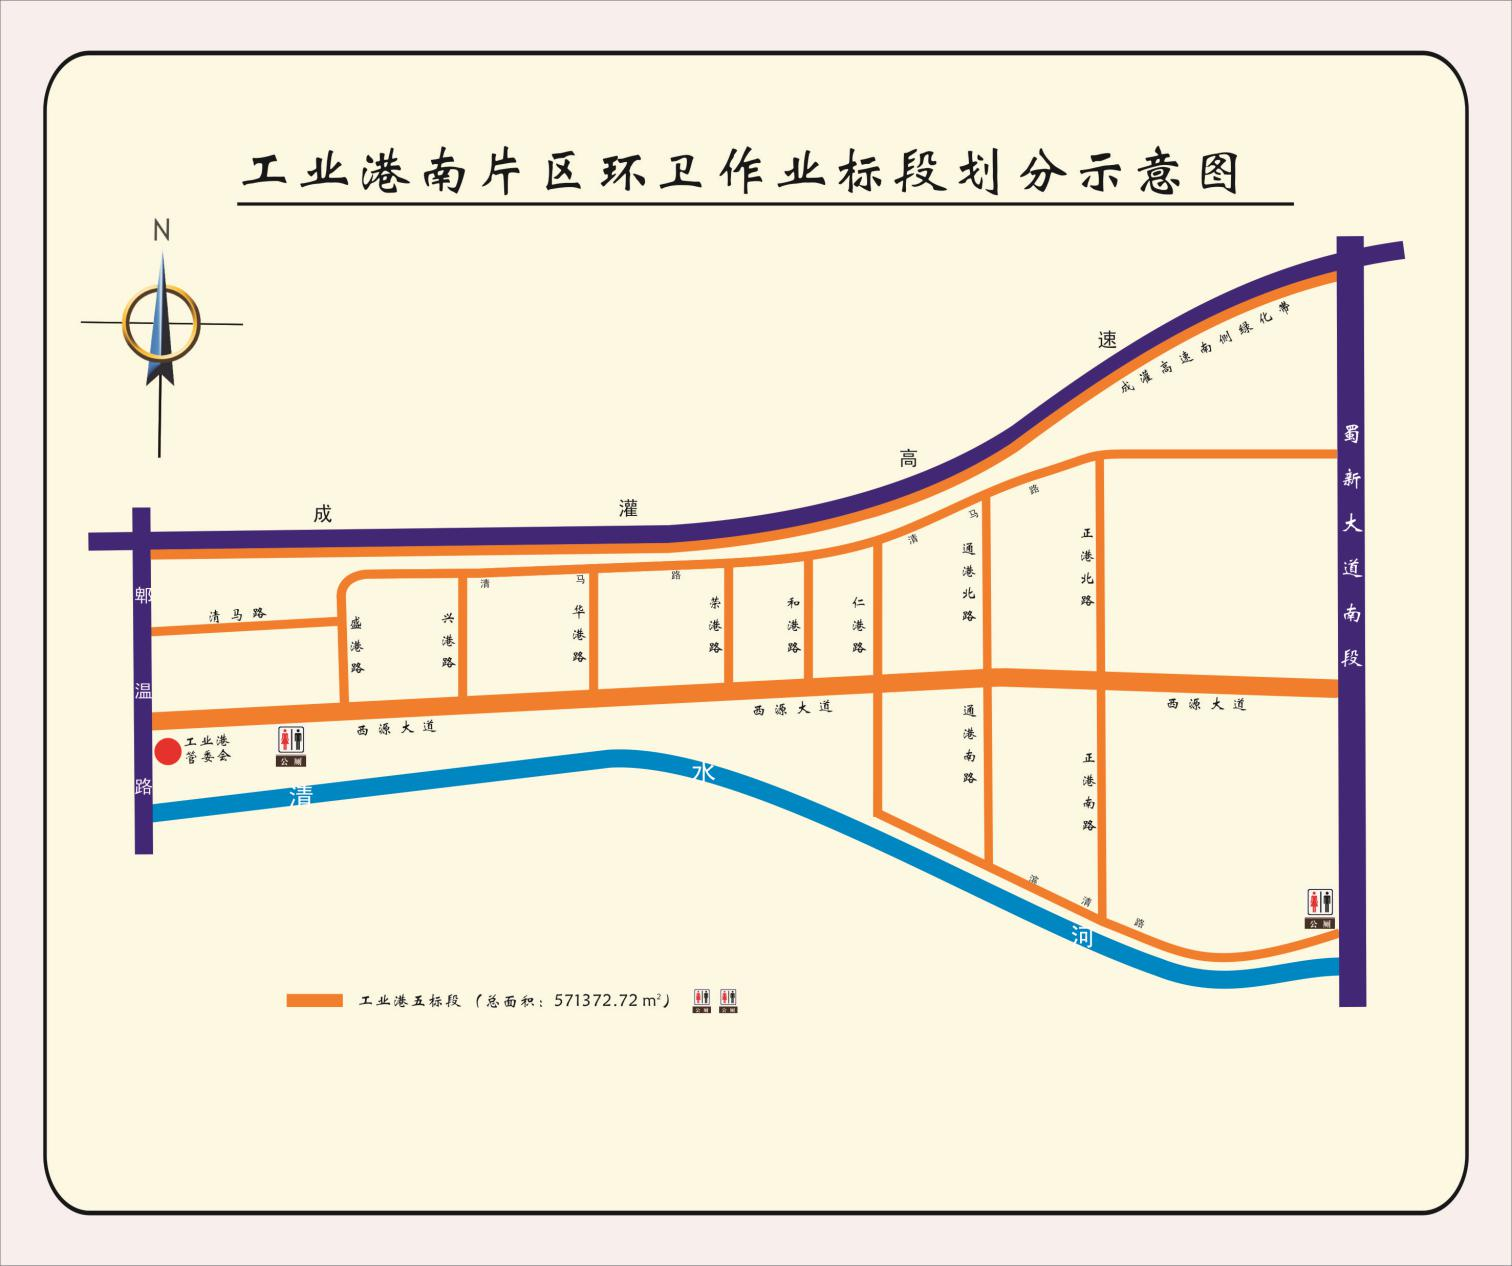 工业港南片区环卫作业标段划分示意图
N
成灌高速
成灌高速南侧绿化带
蜀新大道南段
郫温路
清马路
清马路
清马路
盛港路
兴港路
华港路
荣港路
和港路
仁港路
通港北路
正港北路
西源大道
西源大道
西源大道
工业港
管委会
公厕
通港南路
正港南路
清水河
滨清路
公厕
工业港五标段（总面积：571372.72 m²）
公厕 公厕